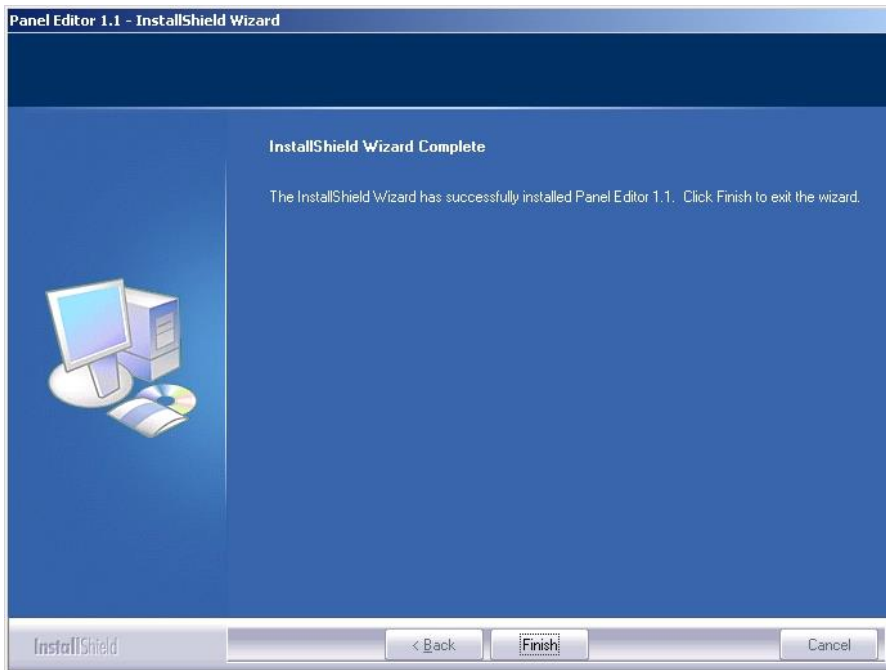 Panel Editor 1.1 - InstallShield Wizard
InstallShield Wizard Complete
The InstallShield Wizard has successfully installed Panel Editor 1.1. Click Finish to exit the wizard.
InstallShield
< Back
Finish
Cancel